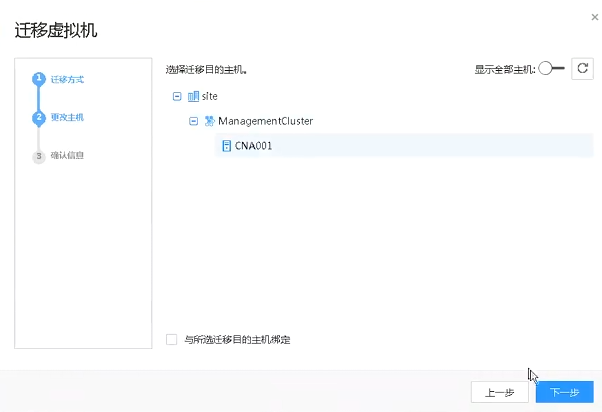 迁移虚拟机
1 迁移方式
2 更改主机
3 确认信息
选择迁移目的主机。
显示全部主机:
site
ManagementCluster
CNA001
与所选迁移目的主机绑定
上一步
下一步